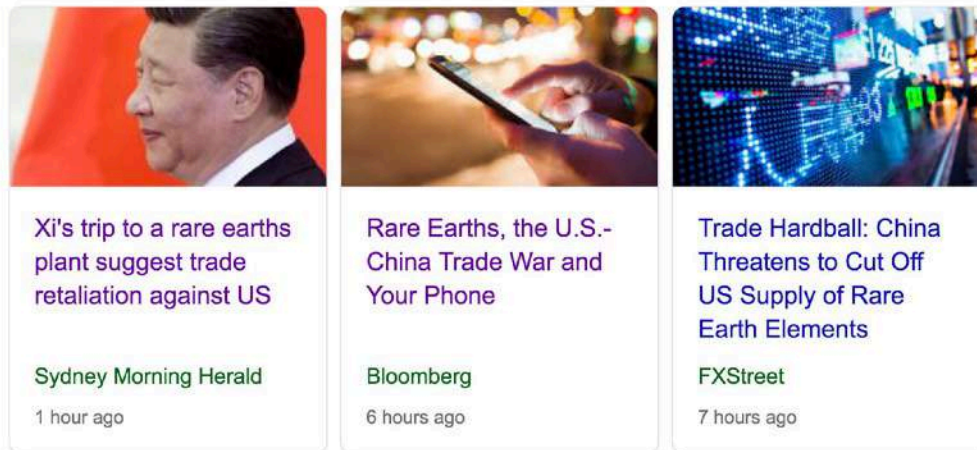 Xi's trip to a rare earths
plant suggest trade
retaliation against US
Sydney Morning Herald
1 hour ago
Rare Earths, the U.S.-
China Trade War and
Your Phone
Bloomberg
6 hours ago
Trade Hardball: China
Threatens to Cut Off
US Supply of Rare
Earth Elements
FXStreet
7 hours ago